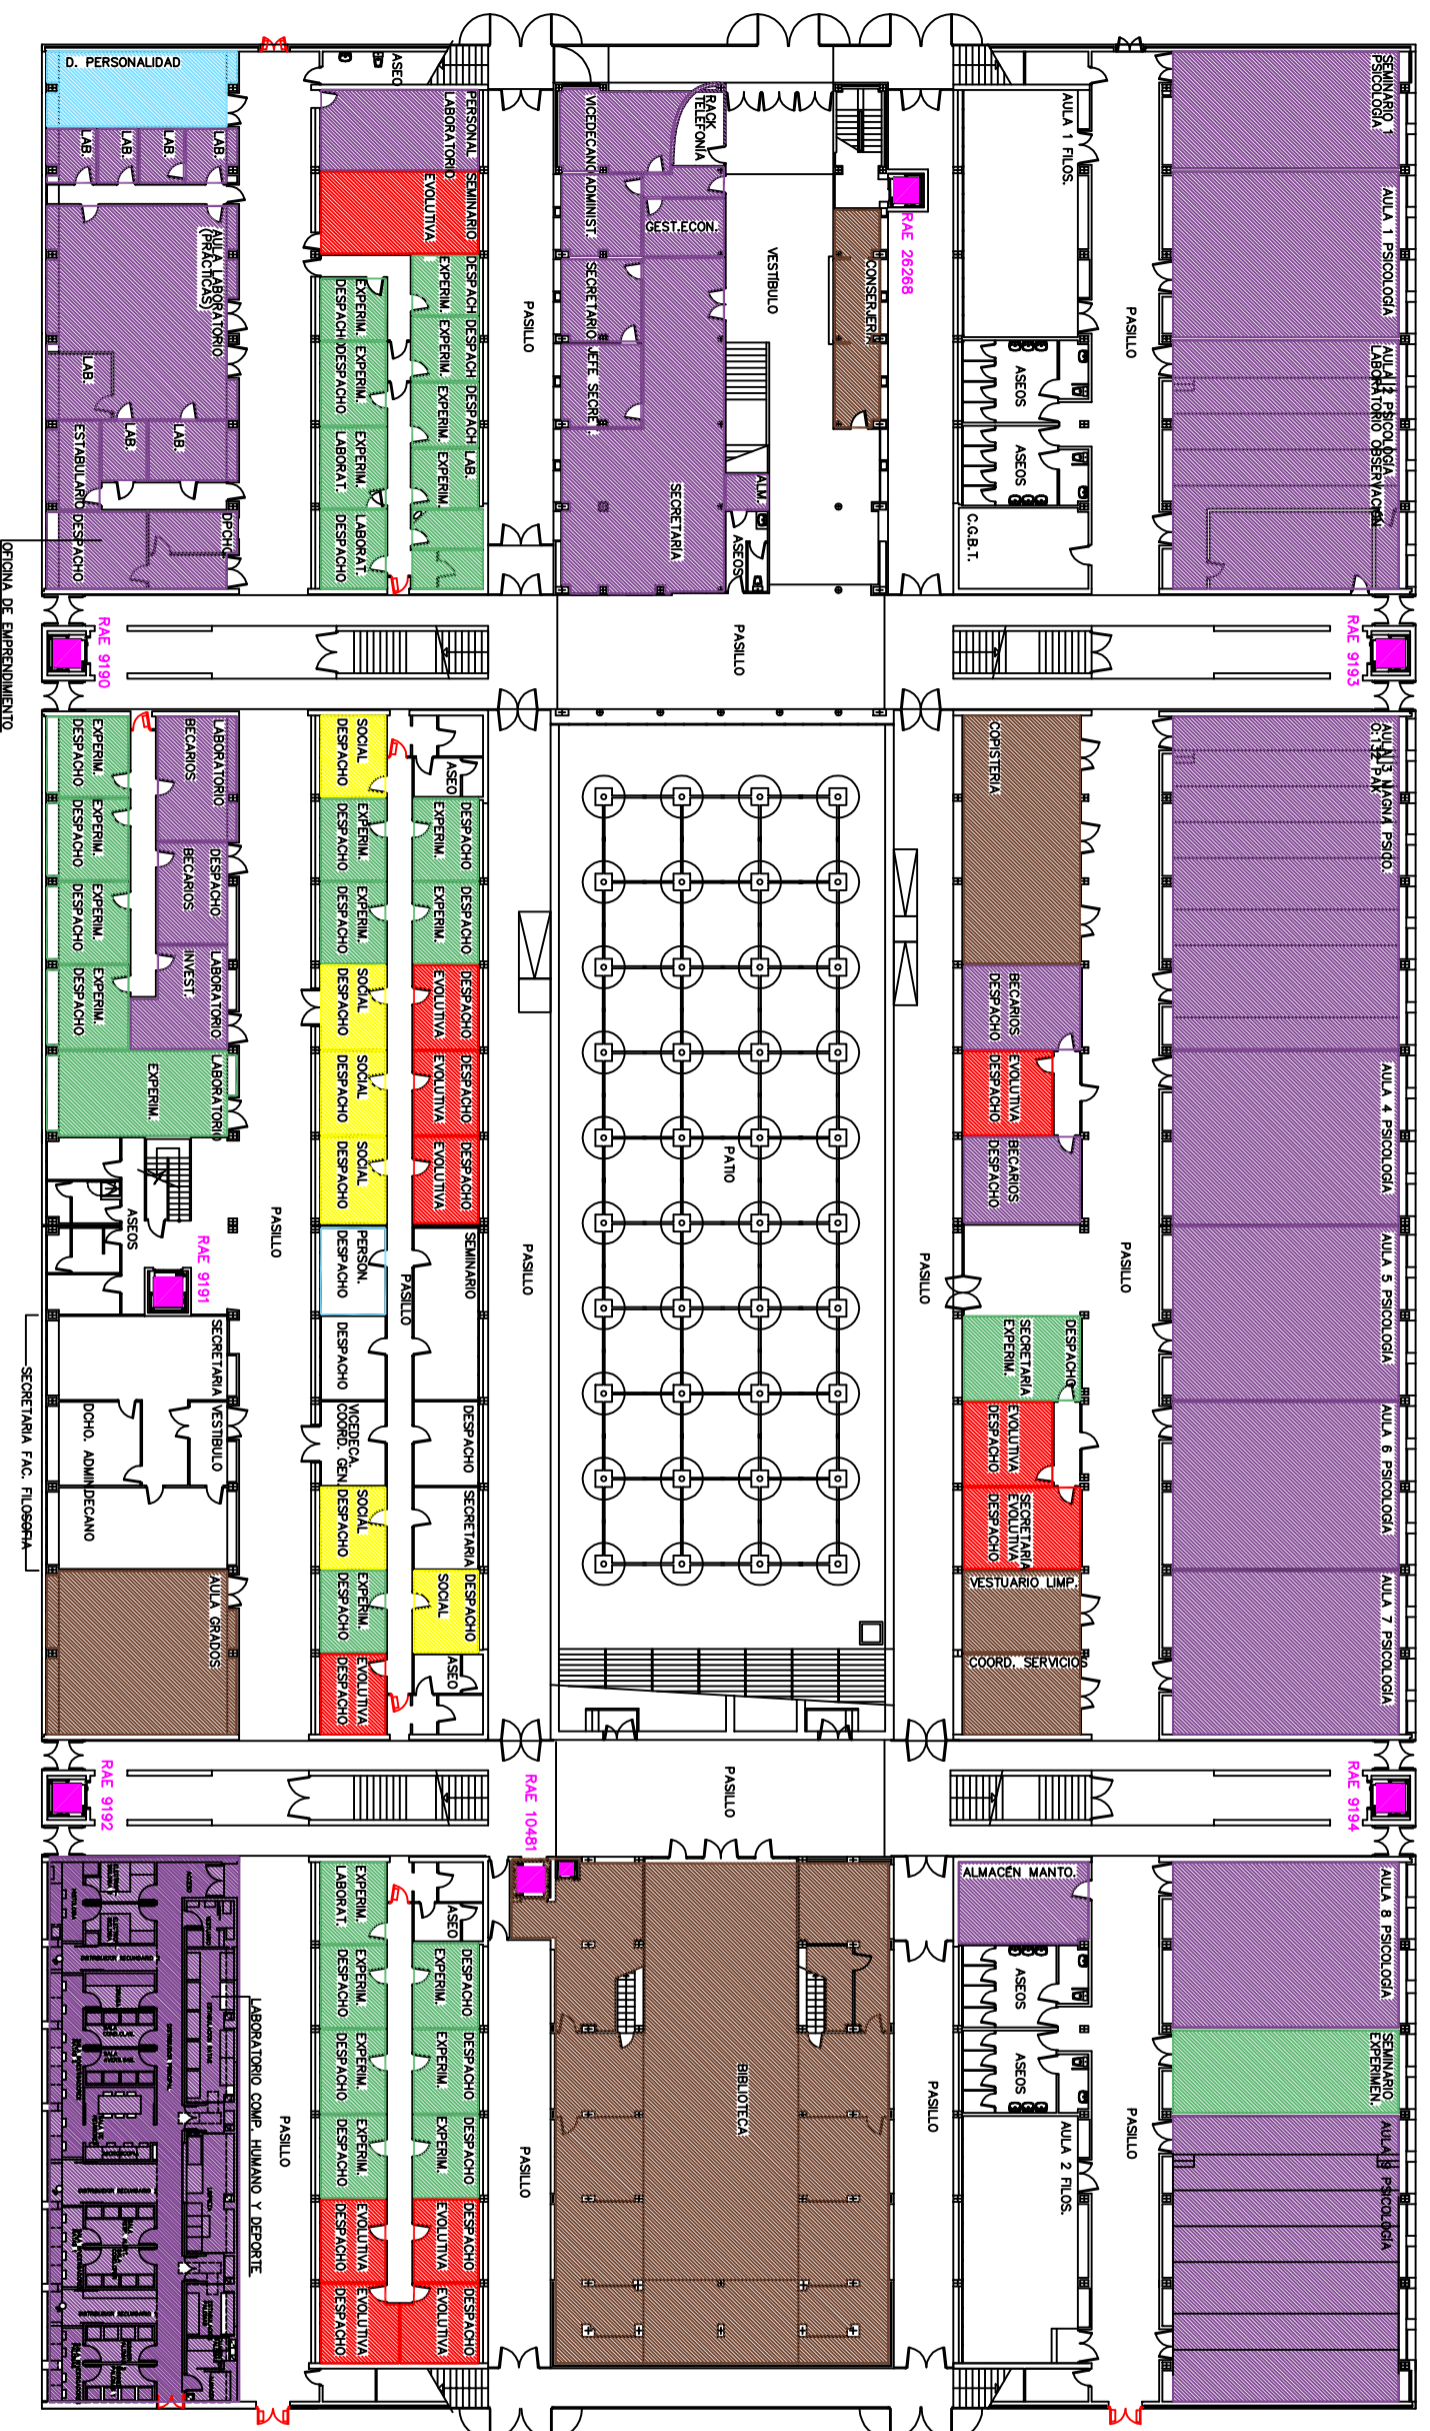 D. PERSONALIDAD
ASEO
SEMINARIO 1
PSICOLOGÍA
LAB.
LAB.
LAB.
LAB.
PERSONAL
LABORATORIO
VICEDECANO
RACK
TELEFONÍA
AULA 1 FILOS.
AULA 1 PSICOLOGÍA
SEMINARIO
EVOLUTIVA
ADMINIST.
GEST.ECON.
RAE 26268
AULA LABORATORIO
(PRÁCTICAS)
DESPACH
EXPERIM.
EXPERIM.
DESPACHO
SECRETARIO
VESTÍBULO
CONSERJERÍA
PASILLO
PASILLO
DESPACH
EXPERIM.
EXPERIM.
DESPACHO
JEFE SECRET.
ASEOS
AULA 2 PSICOLOGÍA
LABORATORIO OBSERVACIÓN
LAB.
DESPACH
EXPERIM.
LAB.
EXPERIM.
EXPERIM.
LABORAT.
LAB.
LAB.
ESTABULARIO
SECRETARÍA
ALM.
ASEOS
ASEOS
C.G.B.T.
DPCHO
DESPACHO
LABORAT.
DESPACHO
OFICINA DE EMPRENDIMIENTO
RAE 9190
PASILLO
RAE 9193
EXPERIM.
DESPACHO
LABORATORIO
BECARIOS
SOCIAL
DESPACHO
ASEO
COPISTERIA
AULA 3 MAGNA PSICO.
EXPERIM.
DESPACHO
DESPACHO
BECARIOS
EXPERIM.
DESPACHO
DESPACHO
EXPERIM.
EXPERIM.
DESPACHO
EXPERIM.
DESPACHO
DESPACHO
EXPERIM.
EXPERIM.
DESPACHO
LABORATORIO
INVEST.
SOCIAL
DESPACHO
DESPACHO
EVOLUTIVA
BECARIOS
DESPACHO
LABORATORIO
EXPERIM.
SOCIAL
DESPACHO
DESPACHO
EVOLUTIVA
EVOLUTIVA
DESPACHO
AULA 4 PSICOLOGÍA
SOCIAL
DESPACHO
DESPACHO
EVOLUTIVA
PATIO
BECARIOS
DESPACHO
ASEOS
RAE 9191
PASILLO
PERSON.
DESPACHO
PASILLO
SEMINARIO
PASILLO
PASILLO
PASILLO
AULA 5 PSICOLOGÍA
SECRETARIA
DESPACHO
DESPACHO
SECRETARÍA
EXPERIM.
SECRETARIA FAC. FILOSOFIA
VESTIBULO
DCHO. ADMIN.
DECANO
VICEDECA.
COORD. GEN.
DESPACHO
EVOLUTIVA
DESPACHO
AULA 6 PSICOLOGÍA
SOCIAL
DESPACHO
SECRETARIA
SECRETARÍA
EVOLUTIVA
DESPACHO
AULA GRADOS
EXPERIM.
DESPACHO
DESPACHO
SOCIAL
VESTUARIO LIMP.
AULA 7 PSICOLOGÍA
EVOLUTIVA
DESPACHO
ASEO
COORD. SERVICIOS
RAE 9192
RAE 10481
PASILLO
RAE 9194
EXPERIM.
LABORAT.
ASEO
ALMACÉN MANTO.
AULA 8 PSICOLOGÍA
LABORATORIO COMP. HUMANO Y DEPORTE
EXPERIM.
DESPACHO
DESPACHO
EXPERIM.
ASEOS
EXPERIM.
DESPACHO
DESPACHO
EXPERIM.
BIBLIOTECA
ASEOS
SEMINARIO
EXPERIMEN.
PASILLO
EXPERIM.
DESPACHO
DESPACHO
EXPERIM.
PASILLO
PASILLO
AULA 2 FILOS.
PASILLO
AULA 9 PSICOLOGÍA
EVOLUTIVA
DESPACHO
DESPACHO
EVOLUTIVA
EVOLUTIVA
DESPACHO
DESPACHO
EVOLUTIVA